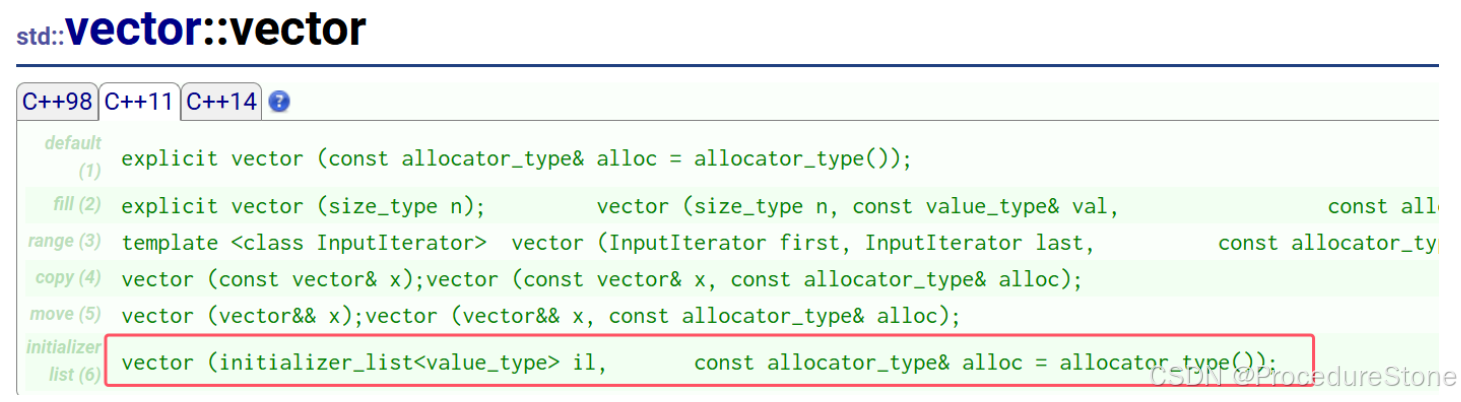 std::vector::vector
C++98 C++11 C++14 ?
default
(1)
explicit vector (const allocator_type& alloc = allocator_type());
fill (2) explicit vector (size_type n); vector (size_type n, const value_type& val, const all
range (3) template <class InputIterator> vector (InputIterator first, InputIterator last, const allocator_ty
copy (4) vector (const vector& x);vector (const vector& x, const allocator_type& alloc);
move (5) vector (vector&& x);vector (vector&& x, const allocator_type& alloc);
initializer
list (6)
vector (initializer_list<value_type> il, const allocator_type& alloc = allocator_type());
CSDN @ProcedureStone